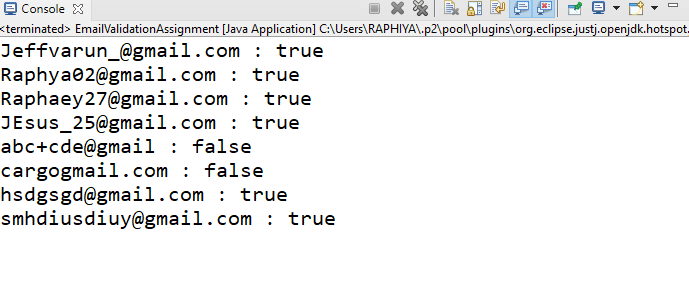 Console
<terminated> EmailValidationAssignment [Java Application] C:\Users\RAPHIYA\.p2\pool\plugins\org.eclipse.justj.openjdk.hotspot.
Jeffvarun_@gmail.com : true
Raphya02@gmail.com : true
Raphaey27@gmail.com : true
JEsus_25@gmail.com : true
abc+cde@gmail : false
cargogmail.com : false
hsdgsgd@gmail.com : true
smhdiusdiuy@gmail.com : true